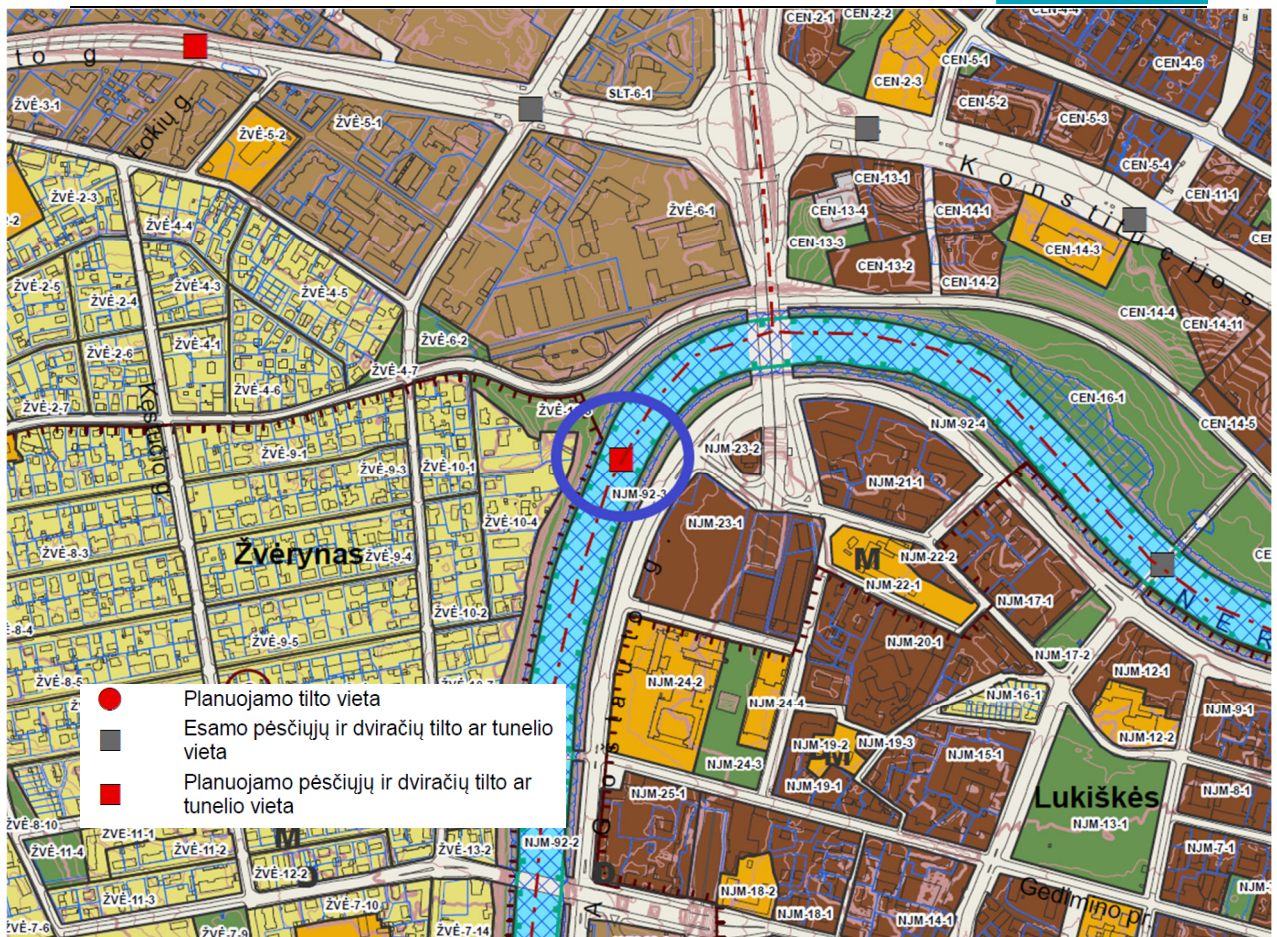 CEN-2-1
CEN-2-2
to g.
CEN-5-1
CEN-4-6
CEN-2-3
SLT-6-1
ŽVĖ-3-1
Lokių g.
ŽVĖ-5-2
ŽVĖ-5-1
CEN-5-2
CEN-5-3
CEN-5-4
Konstitucijos
CEN-13-1
CEN-11-1
ŽVĖ-2-3
ŽVĖ-4-4
ŽVĖ-6-1
CEN-13-4
CEN-14-1
CEN-13-3
CEN-14-3
CEN-13-2
CEN-14-2
ŽVĖ-2-5
ŽVĖ-2-4
ŽVĖ-4-3
ŽVĖ-4-5
CEN-14-4
CEN-14-11
ŽVĖ-2-6
ŽVĖ-4-1
ŽVĖ-6-2
ŽVĖ-4-7
ŽVĖ-4-6
ŽVĖ-2-7
Kęstučio g.
CEN-16-1
CEN-14-5
NJM-92-4
ŽVĖ-9-1
ŽVĖ-9-3
ŽVĖ-10-1
NJM-23-2
NJM-92-3
NJM-21-1
ŽVĖ-10-4
NJM-23-1
ŽVĖ-8-3
Žvėrynas
ŽVĖ-9-4
M
NJM-22-2
NJM-22-1
NJM-17-1
NER
ŽVĖ-10-2
ŽVĖ-9-5
NJM-20-1
NJM-17-2
NJM-12-1
NJM-24-2
NJM-24-4
NJM-16-1
NJM-9-1
NJM-12-2
NJM-19-2
NJM-19-3
NJM-15-1
NJM-24-3
NJM-19-1
NJM-25-1
NJM-8-1
Lukiškės
NJM-13-1
A. Goštauto g.
Planuojamo tilto vieta
Esamo pėsčiųjų ir dviračių tilto ar tunelio
vieta
Planuojamo pėsčiųjų ir dviračių tilto ar
tunelio vieta
ŽVĖ-8-10
ŽVĖ-11-1
ŽVĖ-11-4
ŽVĖ-11-2
M
ŽVĖ-13-2
NJM-92-2
NJM-7-1
ŽVĖ-12-2
ŽVĖ-11-3
ŽVĖ-7-10
NJM-18-2
NJM-18-1
NJM-14-1
Gedimino pr.
ŽVĖ-7-6
ŽVĖ-7-9
ŽVĖ-7-14